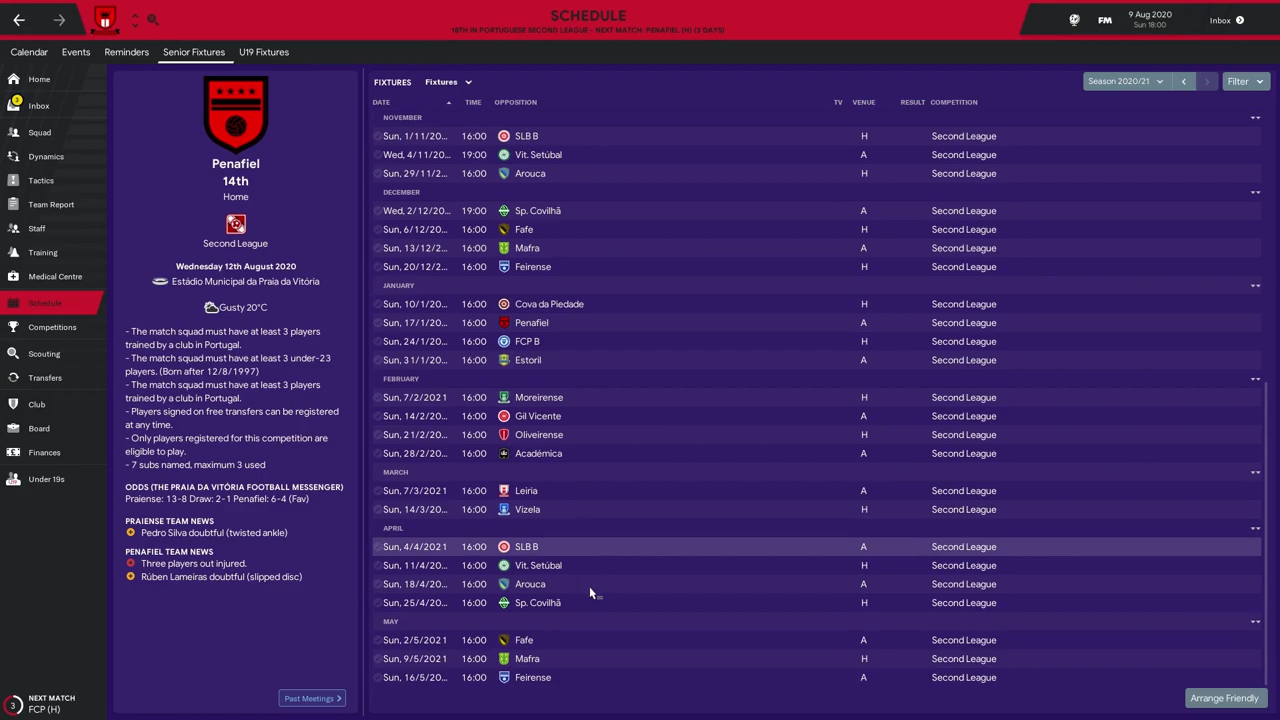 SCHEDULE
18TH IN PORTUGUESE SECOND LEAGUE - NEXT MATCH: PENAFIEL (H) (3 DAYS)
FM
9 Aug 2020
Sun 18:00
Inbox
Calendar Events Reminders Senior Fixtures U19 Fixtures
Home
Inbox
3
Squad
Dynamics
Tactics
Team Report
Staff
Training
Medical Centre
Schedule
Competitions
Scouting
Transfers
Club
Board
Finances
Under 19s
3 NEXT MATCH
FCP (H)
Penafiel
14th
Home
Second League
Wednesday 12th August 2020
Estádio Municipal da Praia da Vitória
Gusty 20°C
- The match squad must have at least 3 players
trained by a club in Portugal.
- The match squad must have at least 3 under-23
players. (Born after 12/8/1997)
- The match squad must have at least 3 players
trained by a club in Portugal.
- Players signed on free transfers can be registered
at any time.
- Only players registered for this competition are
eligible to play.
- 7 subs named, maximum 3 used
ODDS (THE PRAIA DA VITÓRIA FOOTBALL MESSENGER)
Praiense: 13-8 Draw: 2-1 Penafiel: 6-4 (Fav)
PRAIENSE TEAM NEWS
Pedro Silva doubtful (twisted ankle)
PENAFIEL TEAM NEWS
Three players out injured.
Rúben Lameiras doubtful (slipped disc)
Past Meetings
FIXTURES Fixtures Season 2020/21 Filter
DATE TIME OPPOSITION TV VENUE RESULT COMPETITION
NOVEMBER
Sun, 1/11/20... 16:00 SLB B H Second League
Wed, 4/11/20... 19:00 Vit. Setúbal A Second League
Sun, 29/11/2... 16:00 Arouca H Second League
DECEMBER
Wed, 2/12/20... 19:00 Sp. Covilhã A Second League
Sun, 6/12/20... 16:00 Fafe H Second League
Sun, 13/12/2... 16:00 Mafra A Second League
Sun, 20/12/2... 16:00 Feirense H Second League
JANUARY
Sun, 10/1/20... 16:00 Cova da Piedade H Second League
Sun, 17/1/20... 16:00 Penafiel A Second League
Sun, 24/1/20... 16:00 FCP B H Second League
Sun, 31/1/20... 16:00 Estoril A Second League
FEBRUARY
Sun, 7/2/2021 16:00 Moreirense H Second League
Sun, 14/2/20... 16:00 Gil Vicente A Second League
Sun, 21/2/20... 16:00 Oliveirense H Second League
Sun, 28/2/20... 16:00 Académica A Second League
MARCH
Sun, 7/3/2021 16:00 Leiria A Second League
Sun, 14/3/20... 16:00 Vizela H Second League
APRIL
Sun, 4/4/2021 16:00 SLB B A Second League
Sun, 11/4/20... 16:00 Vit. Setúbal H Second League
Sun, 18/4/20... 16:00 Arouca A Second League
Sun, 25/4/20... 16:00 Sp. Covilhã H Second League
MAY
Sun, 2/5/2021 16:00 Fafe A Second League
Sun, 9/5/2021 16:00 Mafra H Second League
Sun, 16/5/20... 16:00 Feirense A Second League
Arrange Friendly